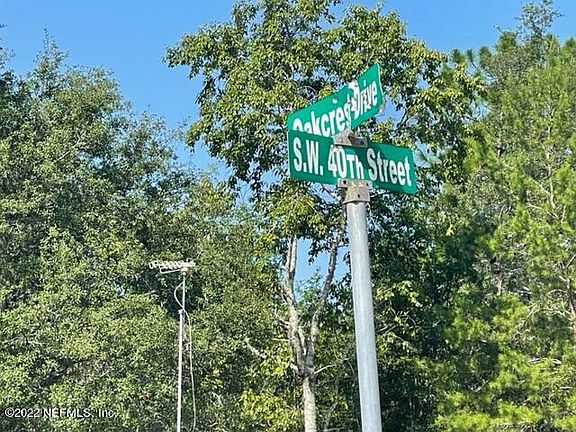 Oakcrest Drive
S.W. 40TH Street
©2022 NEFMLS, Inc.